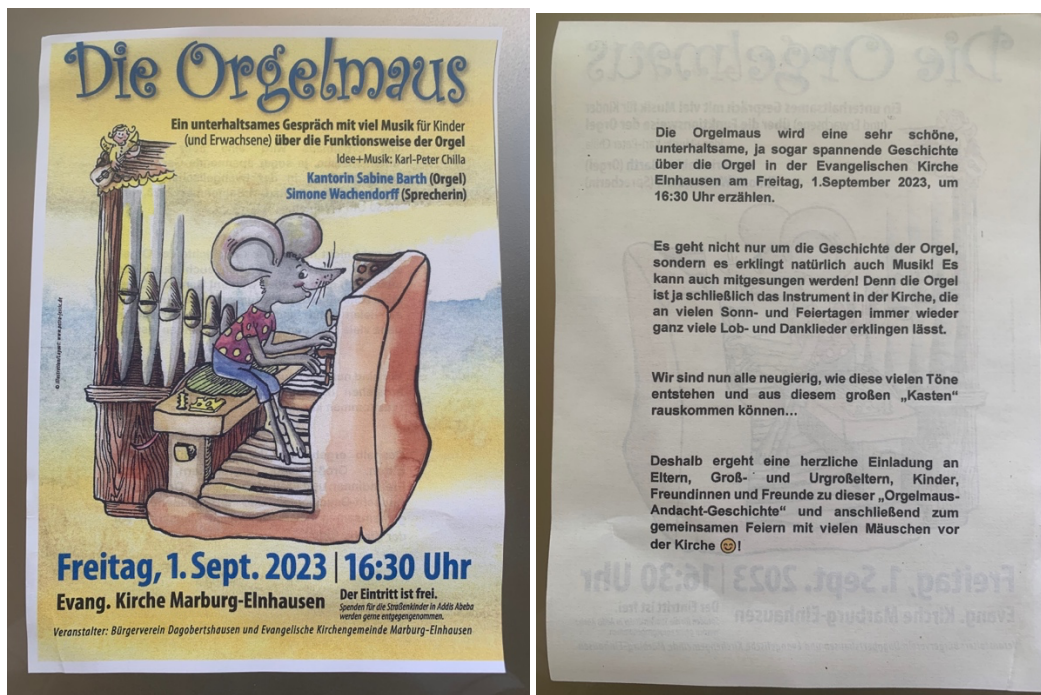 Die Orgelmaus
Ein unterhaltsames Gespräch mit viel Musik für Kinder
(und Erwachsene) über die Funktionsweise der Orgel
Idee+Musik: Karl-Peter Chilla
Kantorin Sabine Barth (Orgel)
Simone Wachendorff (Sprecherin)
Freitag, 1. Sept. 2023 | 16:30 Uhr
Evang. Kirche Marburg-Elnhausen
Der Eintritt ist frei.
Spenden für die Straßenkinder in Addis Abeba
werden gerne entgegengenommen.
Veranstalter: Bürgerverein Dagobertshausen und Evangelische Kirchengemeinde Marburg-Elnhausen
Die Orgelmaus wird eine sehr schöne,
unterhaltsame, ja sogar spannende Geschichte
über die Orgel in der Evangelischen Kirche
Elnhausen am Freitag, 1.September 2023, um
16:30 Uhr erzählen.
Es geht nicht nur um die Geschichte der Orgel,
sondern es erklingt natürlich auch Musik! Es
kann auch mitgesungen werden! Denn die Orgel
ist ja schließlich das Instrument in der Kirche, die
an vielen Sonn- und Feiertagen immer wieder
ganz viele Lob- und Danklieder erklingen lässt.
Wir sind nun alle neugierig, wie diese vielen Töne
entstehen und aus diesem großen „Kasten“
rauskommen können...
Deshalb ergeht eine herzliche Einladung an
Eltern, Groß- und Urgroßeltern, Kinder,
Freundinnen und Freunde zu dieser „Orgelmaus-
Andacht-Geschichte“ und anschließend zum
gemeinsamen Feiern mit vielen Mäuschen vor
der Kirche 😊!